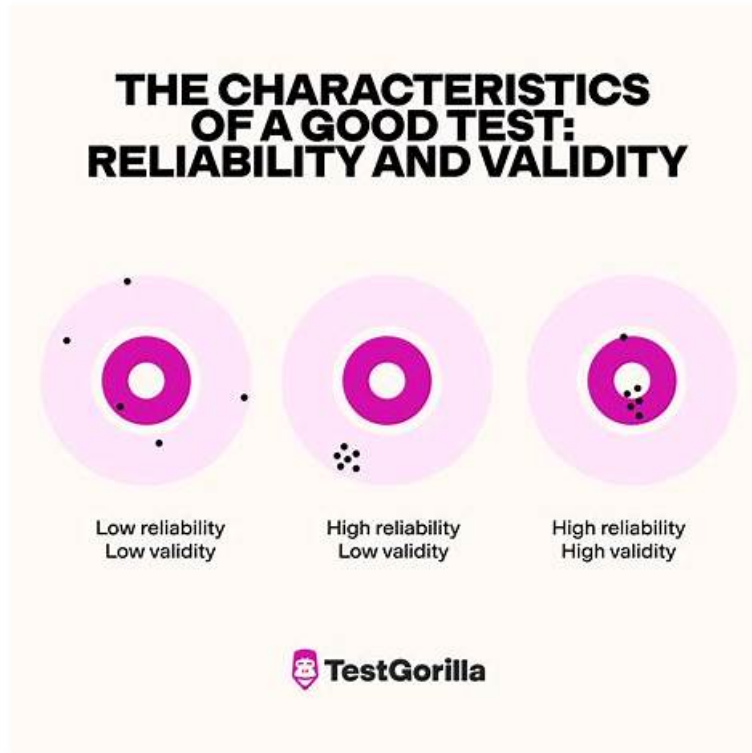 THE CHARACTERISTICS
OF A GOOD TEST:
RELIABILITY AND VALIDITY
Low reliability
Low validity
High reliability
Low validity
High reliability
High validity
TestGorilla